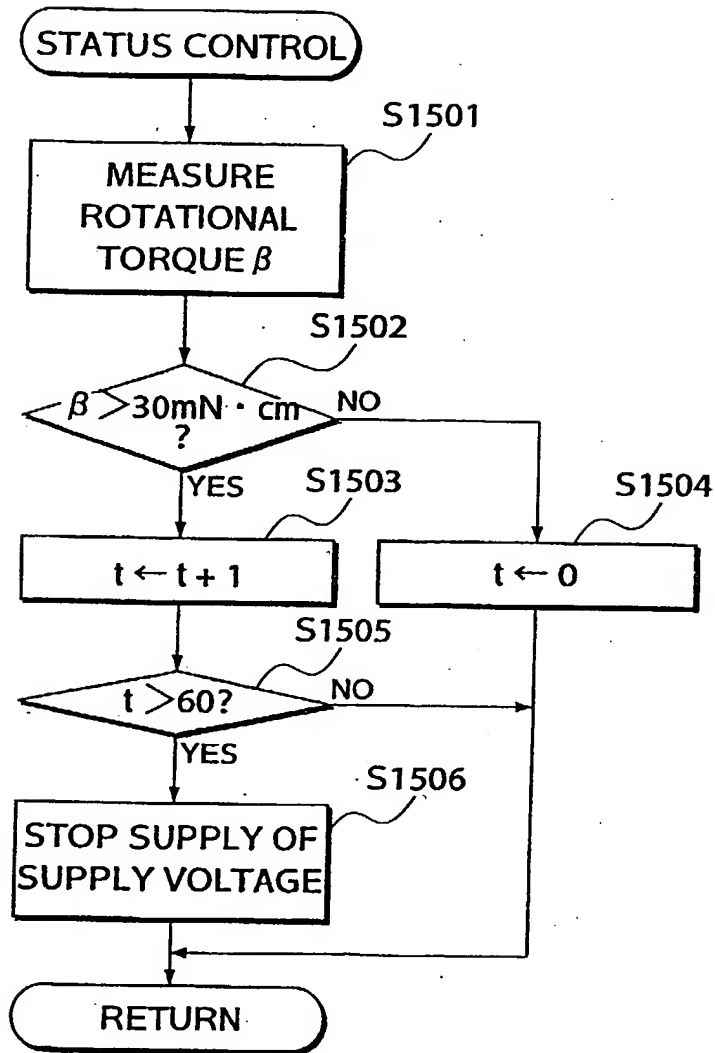 STATUS CONTROL
S1501
MEASURE
ROTATIONAL
TORQUE β
S1502
β >30mN · cm
?
NO
YES
S1503
t ← t + 1
S1504
t ← 0
S1505
t >60?
NO
YES
S1506
STOP SUPPLY OF
SUPPLY VOLTAGE
RETURN